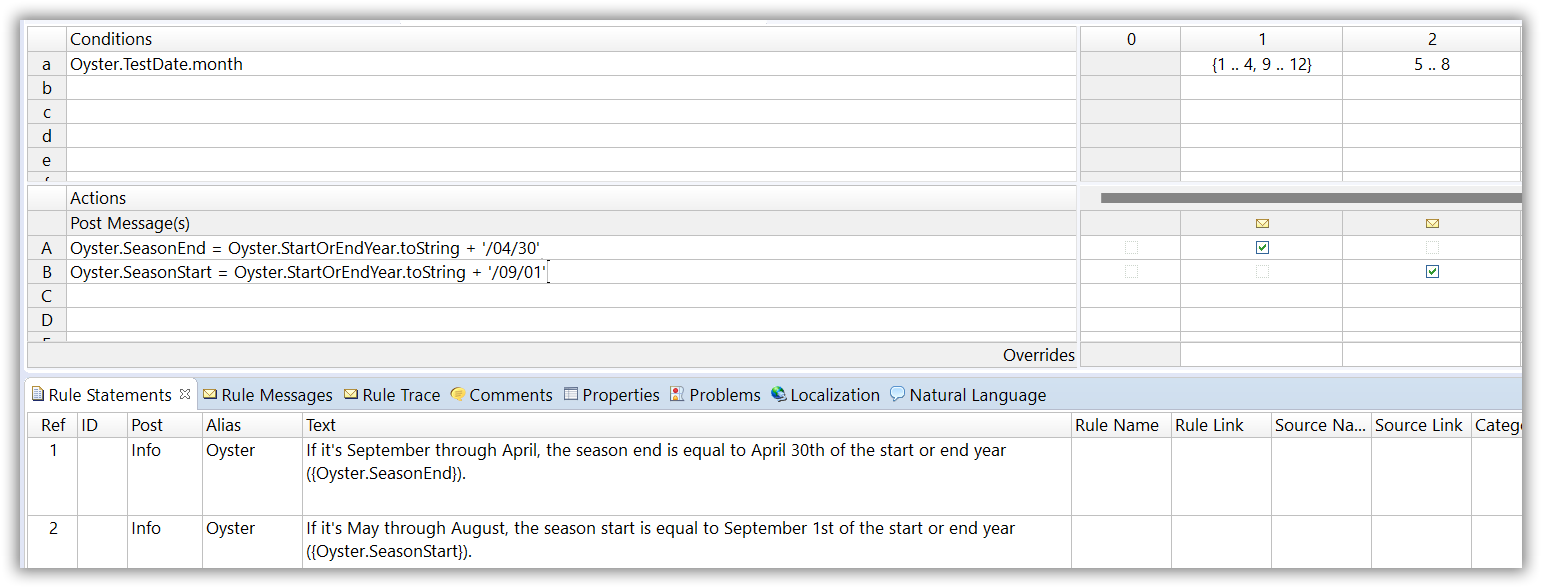 Conditions 0 1 2
a Oyster.TestDate.month {1 .. 4, 9 .. 12} 5 .. 8
b
c
d
e
Actions
Post Message(s)
A Oyster.SeasonEnd = Oyster.StartOrEndYear.toString + '/04/30'
B Oyster.SeasonStart = Oyster.StartOrEndYear.toString + '/09/01'
C
D
Overrides
Rule Statements Rule Messages Rule Trace Comments Properties Problems Localization Natural Language
Ref ID Post Alias Text Rule Name Rule Link Source Na... Source Link Categ
1 Info Oyster If it's September through April, the season end is equal to April 30th of the start or end year
({Oyster.SeasonEnd}).
2 Info Oyster If it's May through August, the season start is equal to September 1st of the start or end year
({Oyster.SeasonStart}).